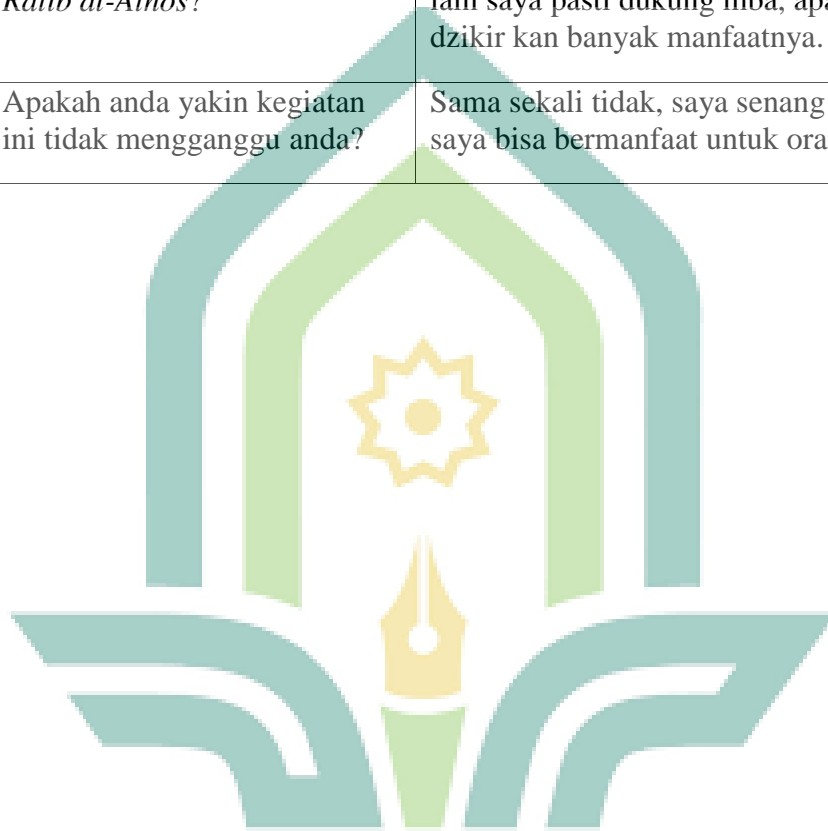 Ratib al-Athos?
lain saya pasti dukung mba, apa
dzikir kan banyak manfaatnya.
Apakah anda yakin kegiatan
ini tidak mengganggu anda?
Sama sekali tidak, saya senang
saya bisa bermanfaat untuk ora